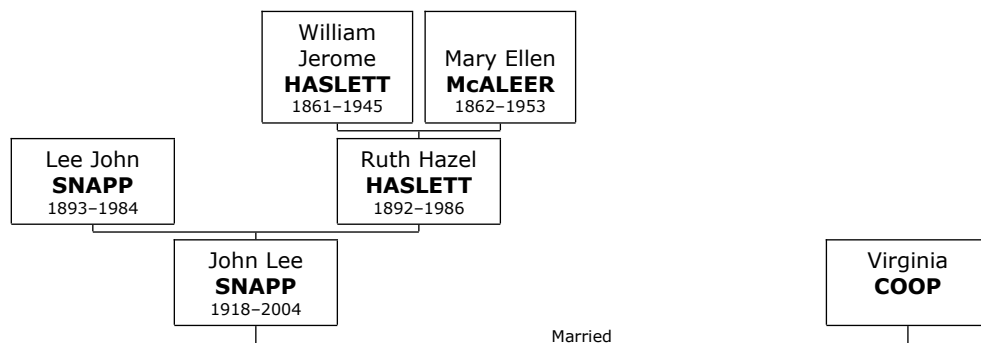 William
Jerome
HASLETT
1861–1945
Mary Ellen
McALEER
1862–1953
Lee John
SNAPP
1893–1984
Ruth Hazel
HASLETT
1892–1986
John Lee
SNAPP
1918–2004
Virginia
COOP
Married